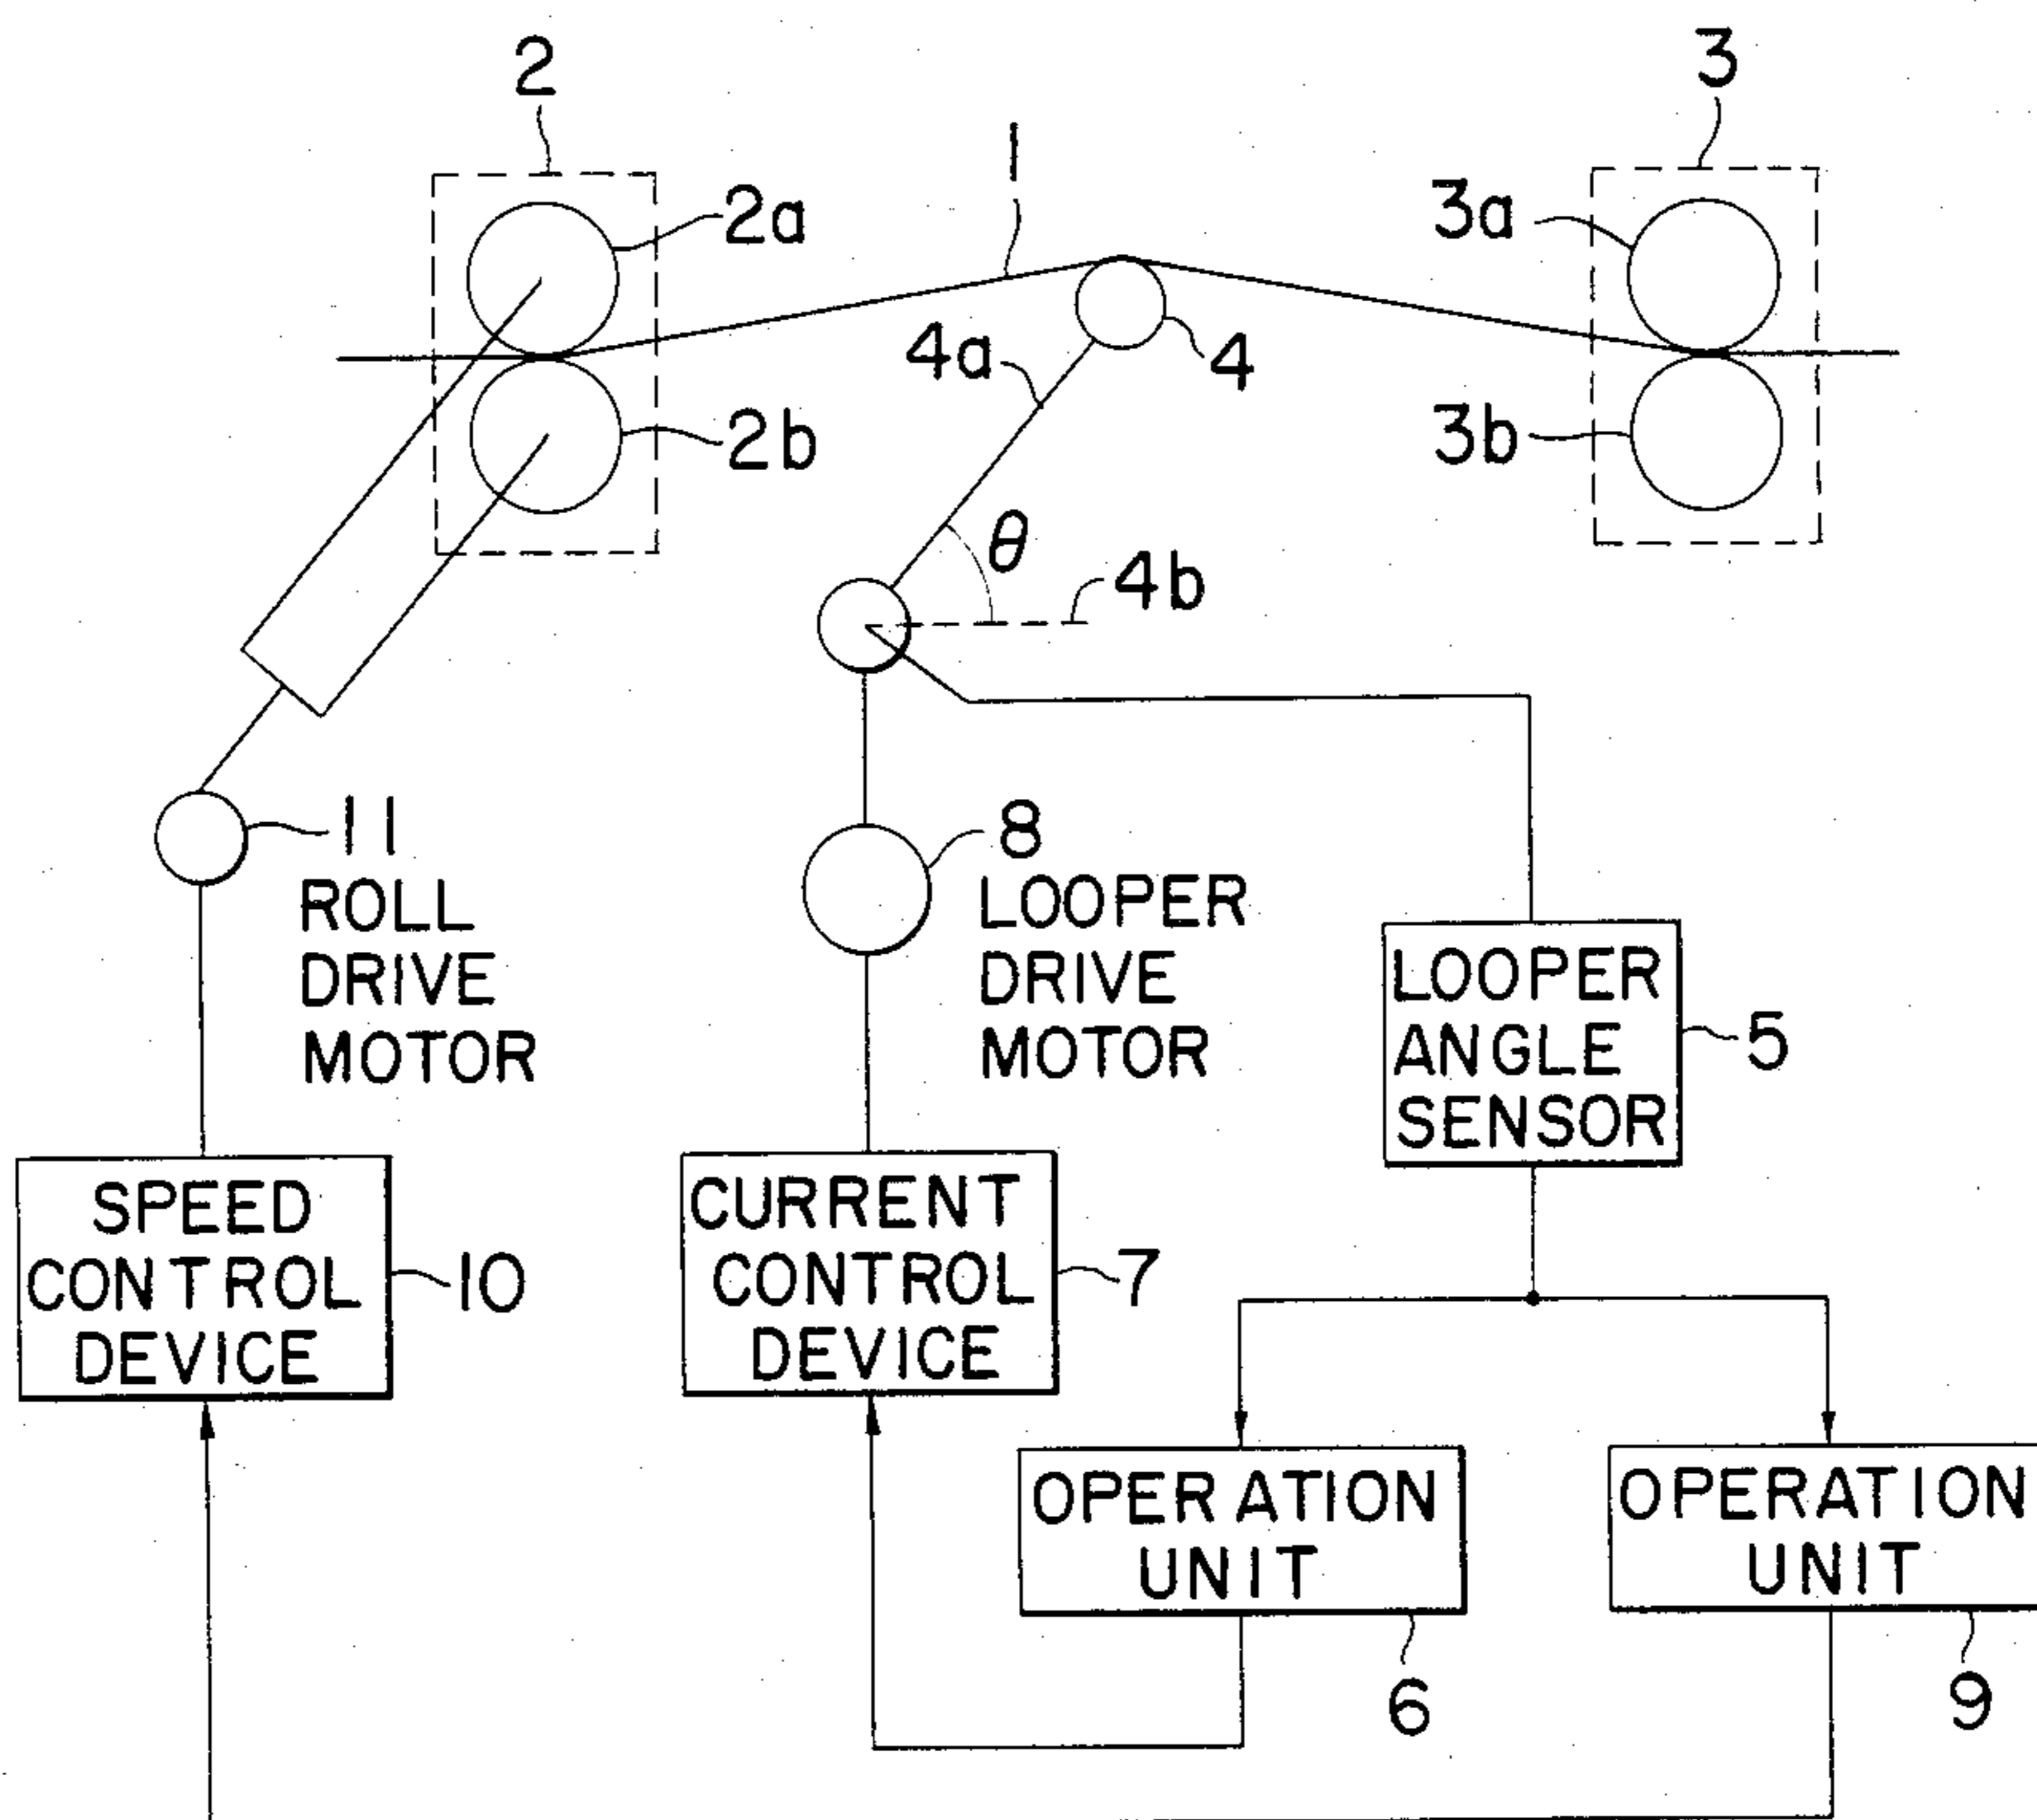 2
3
1
2a
3a
4a
4
2b
3b
θ
4b
11
ROLL
DRIVE
MOTOR
8
LOOPER
DRIVE
MOTOR
LOOPER
ANGLE
SENSOR
5
SPEED
CONTROL
DEVICE
10
CURRENT
CONTROL
DEVICE
7
OPERATION
UNIT
6
OPERATION
UNIT
9